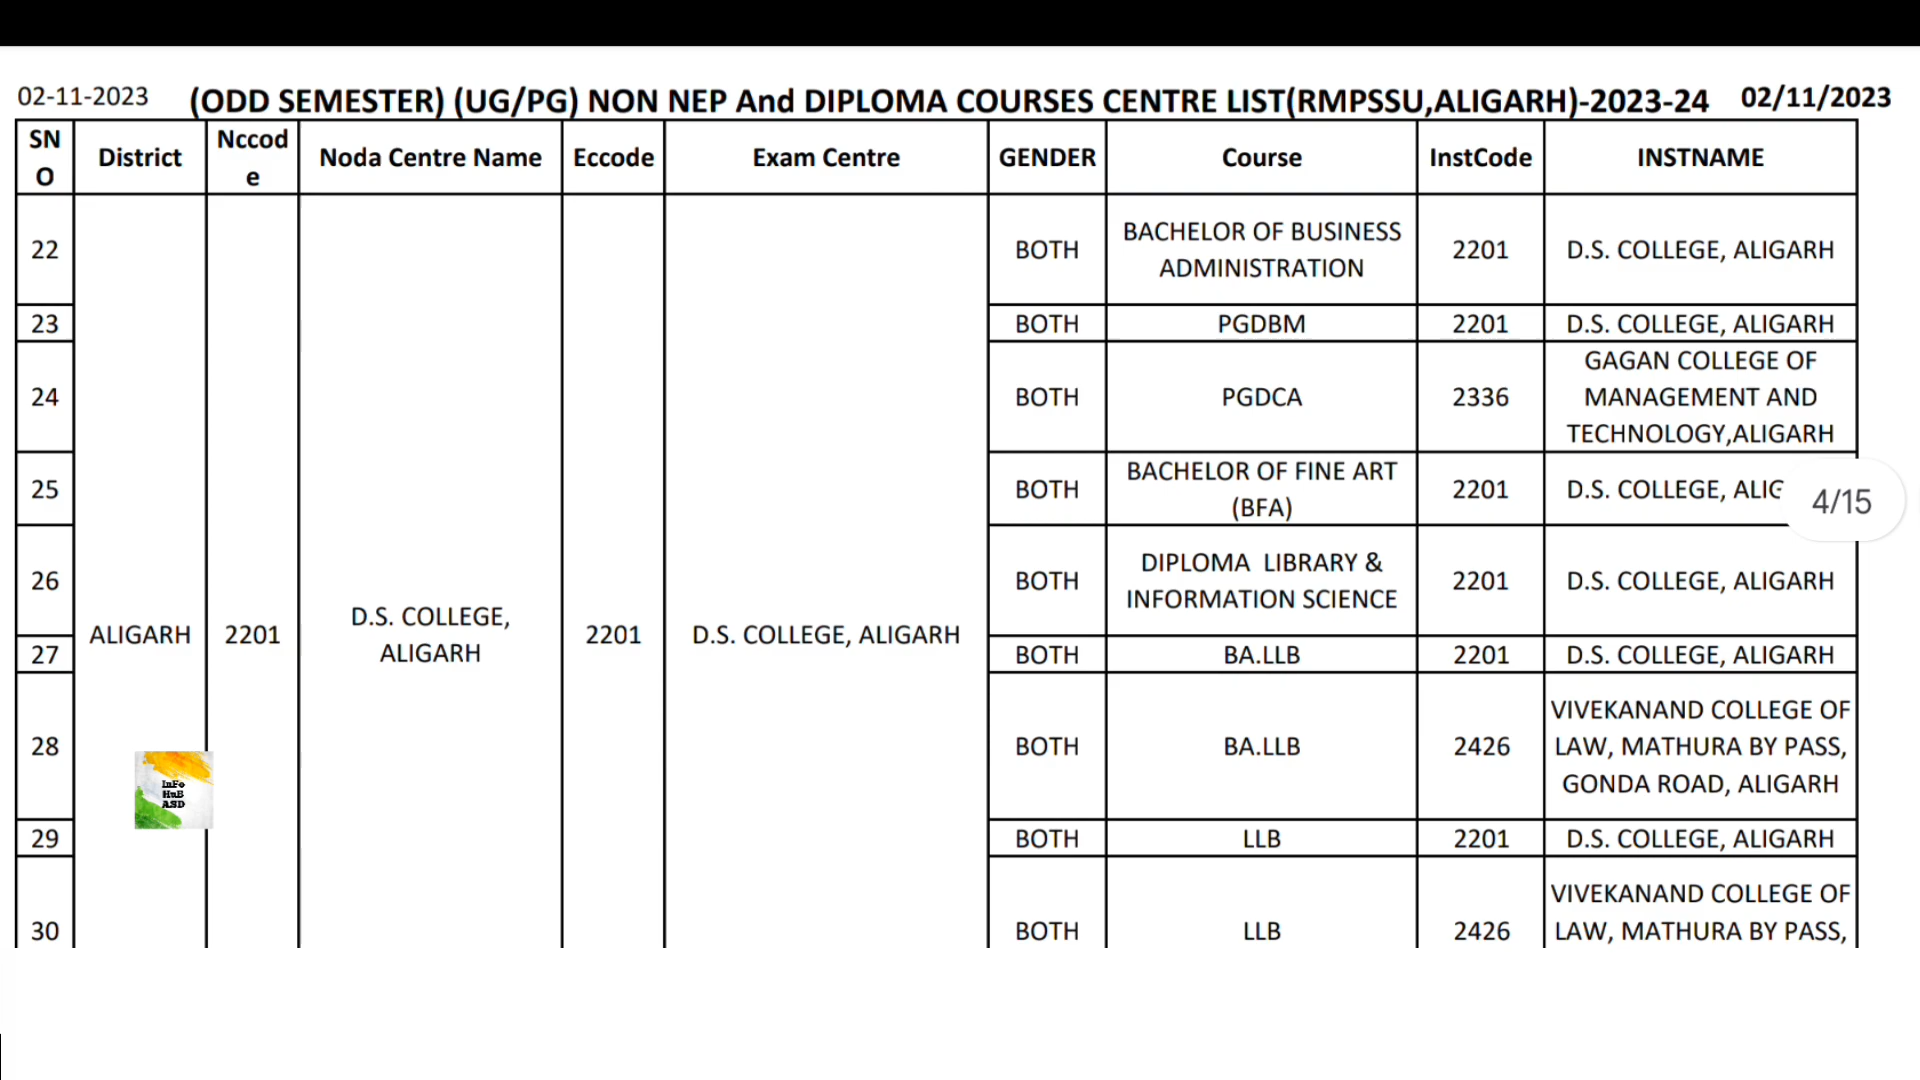 02-11-2023 (ODD SEMESTER) (UG/PG) NON NEP And DIPLOMA COURSES CENTRE LIST(RMPSSU,ALIGARH)-2023-24 02/11/2023
SN
O
District
Nccod
e
Noda Centre Name
Eccode
Exam Centre
GENDER
Course
InstCode
INSTNAME
ALIGARH
2201
D.S. COLLEGE,
ALIGARH
2201
D.S. COLLEGE, ALIGARH
22
BOTH
BACHELOR OF BUSINESS
ADMINISTRATION
2201
D.S. COLLEGE, ALIGARH
23
BOTH
PGDBM
2201
D.S. COLLEGE, ALIGARH
24
BOTH
PGDCA
2336
GAGAN COLLEGE OF
MANAGEMENT AND
TECHNOLOGY,ALIGARH
25
BOTH
BACHELOR OF FINE ART
(BFA)
2201
D.S. COLLEGE, ALIG
4/15
26
BOTH
DIPLOMA LIBRARY &
INFORMATION SCIENCE
2201
D.S. COLLEGE, ALIGARH
27
BOTH
BA.LLB
2201
D.S. COLLEGE, ALIGARH
28
BOTH
BA.LLB
2426
VIVEKANAND COLLEGE OF
LAW, MATHURA BY PASS,
GONDA ROAD, ALIGARH
29
BOTH
LLB
2201
D.S. COLLEGE, ALIGARH
30
BOTH
LLB
2426
VIVEKANAND COLLEGE OF
LAW, MATHURA BY PASS,
InFo
HuB
ASD